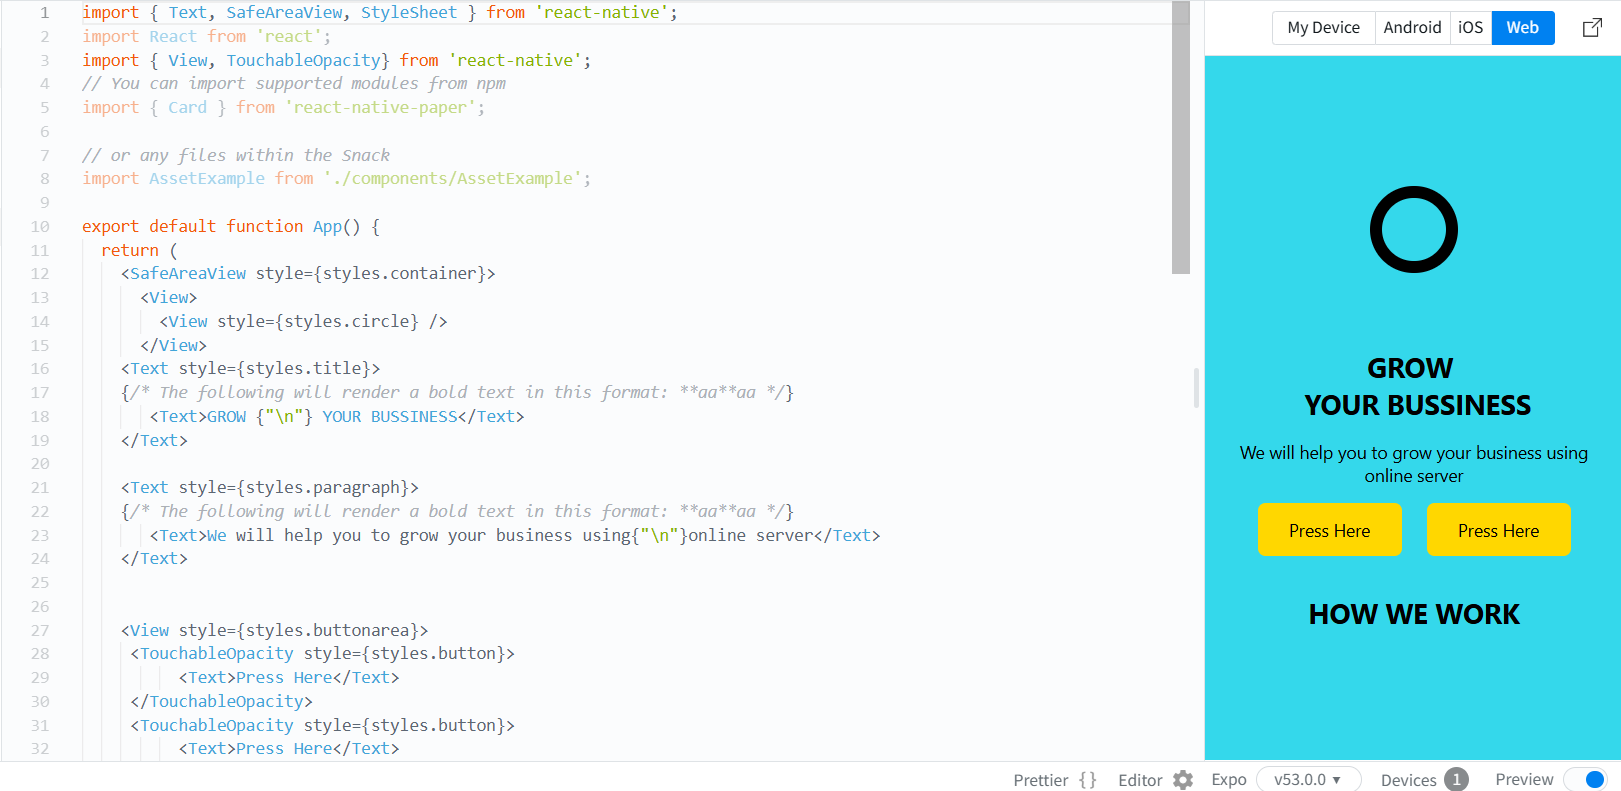 1 import { Text, SafeAreaView, StyleSheet } from 'react-native';
2 import React from 'react';
3 import { View, TouchableOpacity} from 'react-native';
4 // You can import supported modules from npm
5 import { Card } from 'react-native-paper';
6
7 // or any files within the Snack
8 import AssetExample from './components/AssetExample';
9
10 export default function App() {
11 return (
12 <SafeAreaView style={styles.container}>
13 <View>
14 <View style={styles.circle} />
15 </View>
16 <Text style={styles.title}>
17 {/* The following will render a bold text in this format: **aa**aa */}
18 <Text>GROW {"\n"} YOUR BUSSINESS</Text>
19 </Text>
20
21 <Text style={styles.paragraph}>
22 {/* The following will render a bold text in this format: **aa**aa */}
23 <Text>We will help you to grow your business using{"\n"}online server</Text>
24 </Text>
25
26
27 <View style={styles.buttonarea}>
28 <TouchableOpacity style={styles.button}>
29 <Text>Press Here</Text>
30 </TouchableOpacity>
31 <TouchableOpacity style={styles.button}>
32 <Text>Press Here</Text>
My Device Android iOS Web
GROW
YOUR BUSSINESS
We will help you to grow your business using
online server
Press Here Press Here
HOW WE WORK
Prettier {} Editor Expo v53.0.0 ▾ Devices 1 Preview